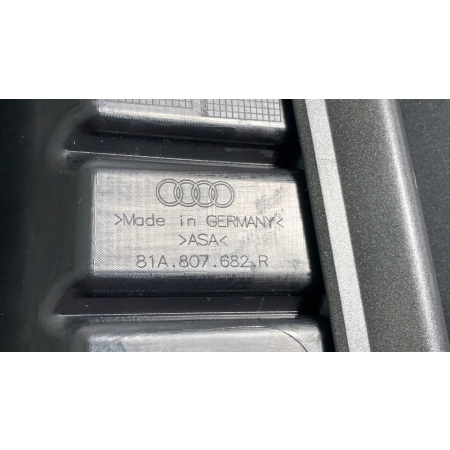 >Made in GERMANY<
>ASA<
81A.807.682.R